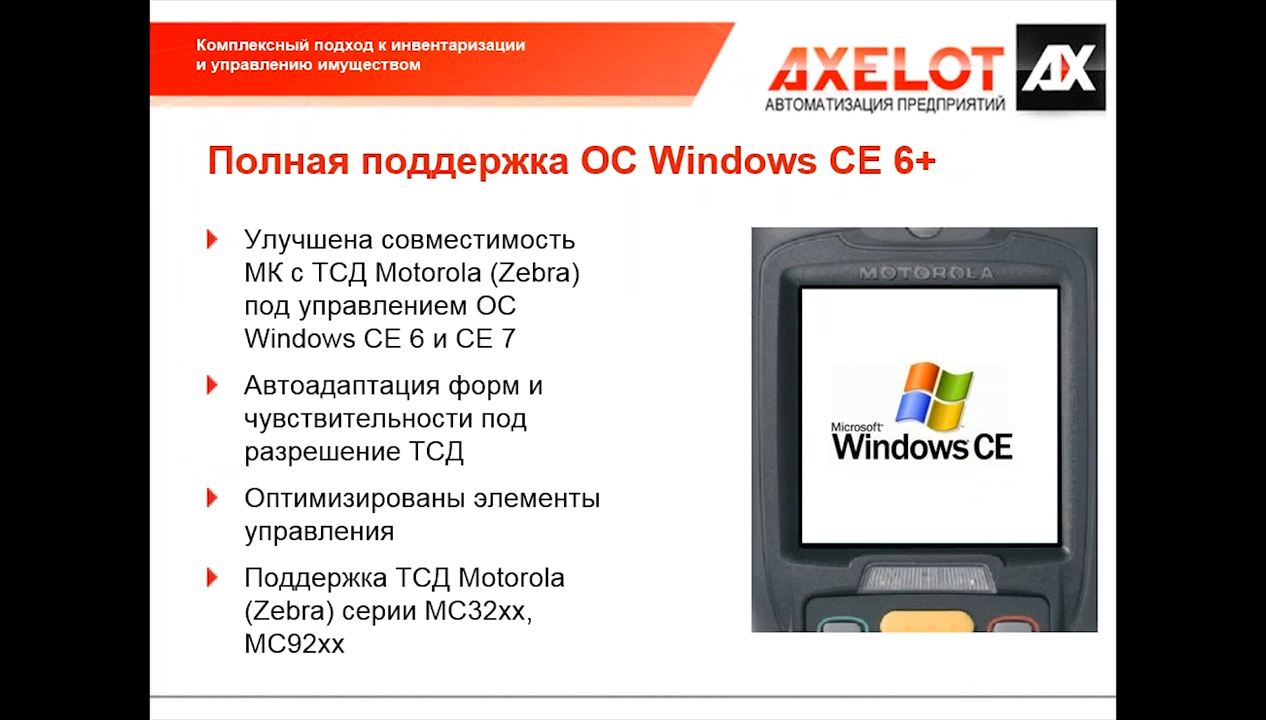 Комплексный подход к инвентаризации
и управлению имуществом
AXELOT
АВТОМАТИЗАЦИЯ ПРЕДПРИЯТИЙ
AX
Полная поддержка ОС Windows CE 6+
Улучшена совместимость
МК с ТСД Motorola (Zebra)
под управлением ОС
Windows CE 6 и CE 7
Автоадаптация форм и
чувствительности под
разрешение ТСД
Оптимизированы элементы
управления
Поддержка ТСД Motorola
(Zebra) серии MC32xx,
MC92xx
MOTOROLA
Microsoft®
Windows CE